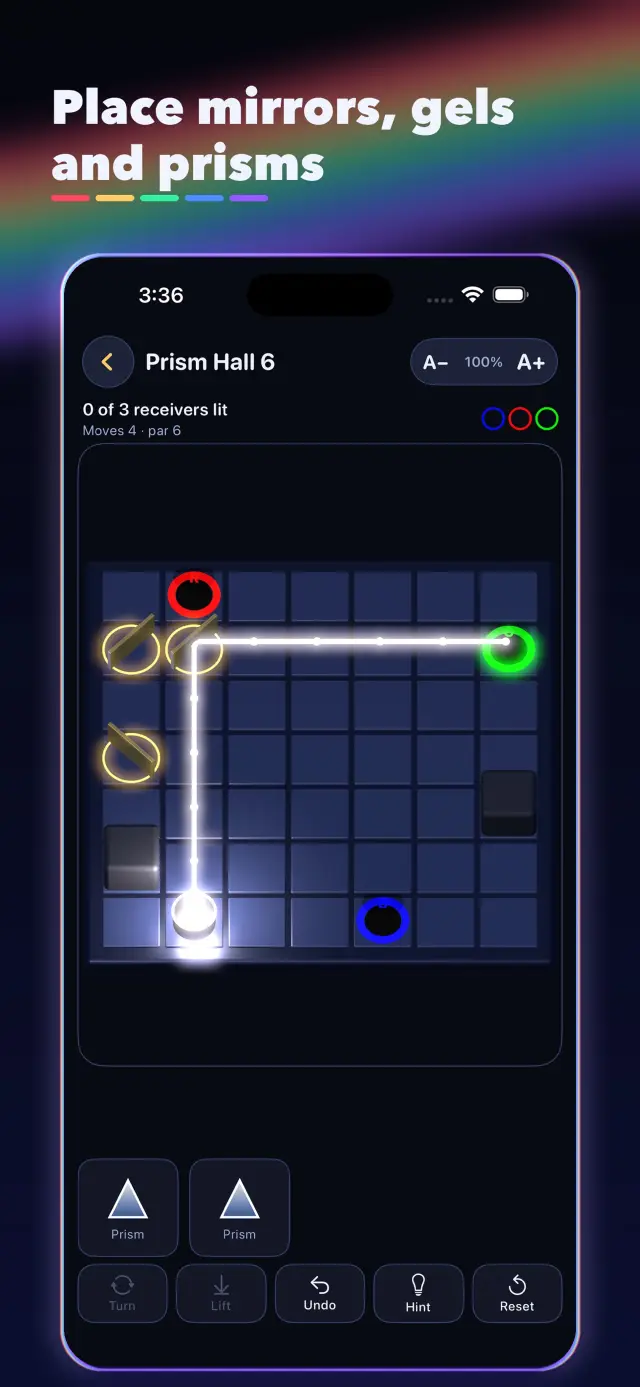 Place mirrors, gels
and prisms
3:36
Prism Hall 6
A− 100% A+
0 of 3 receivers lit
Moves 4 · par 6
Prism
Prism
Turn
Lift
Undo
Hint
Reset